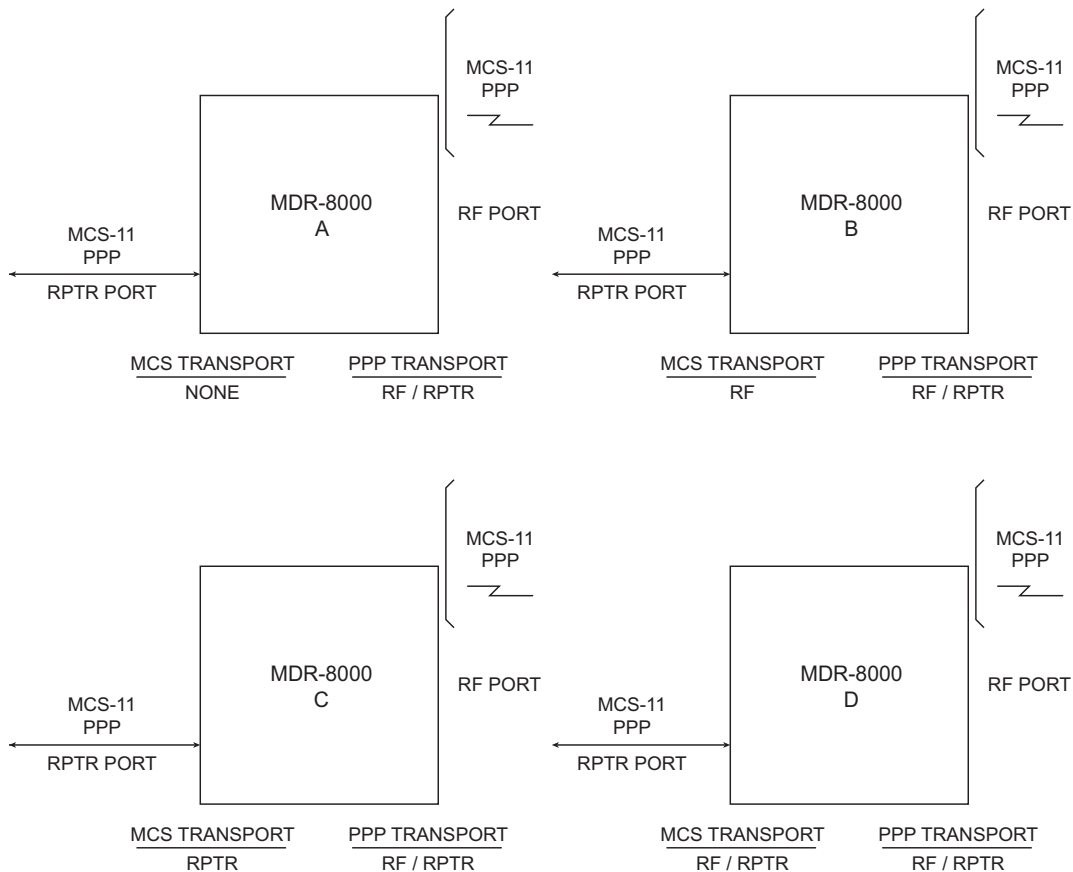 MCS-11
PPP
MDR-8000
A
RF PORT
MCS-11
PPP
RPTR PORT
MCS TRANSPORT
NONE
PPP TRANSPORT
RF / RPTR
MCS-11
PPP
MDR-8000
B
RF PORT
MCS-11
PPP
RPTR PORT
MCS TRANSPORT
RF
PPP TRANSPORT
RF / RPTR
MCS-11
PPP
MDR-8000
C
RF PORT
MCS-11
PPP
RPTR PORT
MCS TRANSPORT
RPTR
PPP TRANSPORT
RF / RPTR
MCS-11
PPP
MDR-8000
D
RF PORT
MCS-11
PPP
RPTR PORT
MCS TRANSPORT
RF / RPTR
PPP TRANSPORT
RF / RPTR